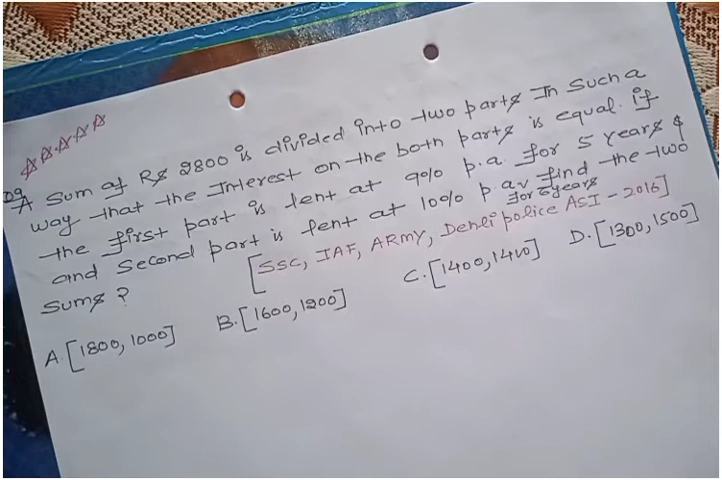 A Sum of R$ 2800 is divided into two parts In such a
way that the Interest on the both parts is equal. if
the first part is lent at 9% p.a for 5 years &
and Second part is lent at 10% p.a find the two
for 6 years
Sums ?
[SSC, IAF, ARMY, Dehli police ASI - 2016]
A. [1800, 1000] B. [1600, 1200] C. [1400, 1400] D. [1300, 1500]